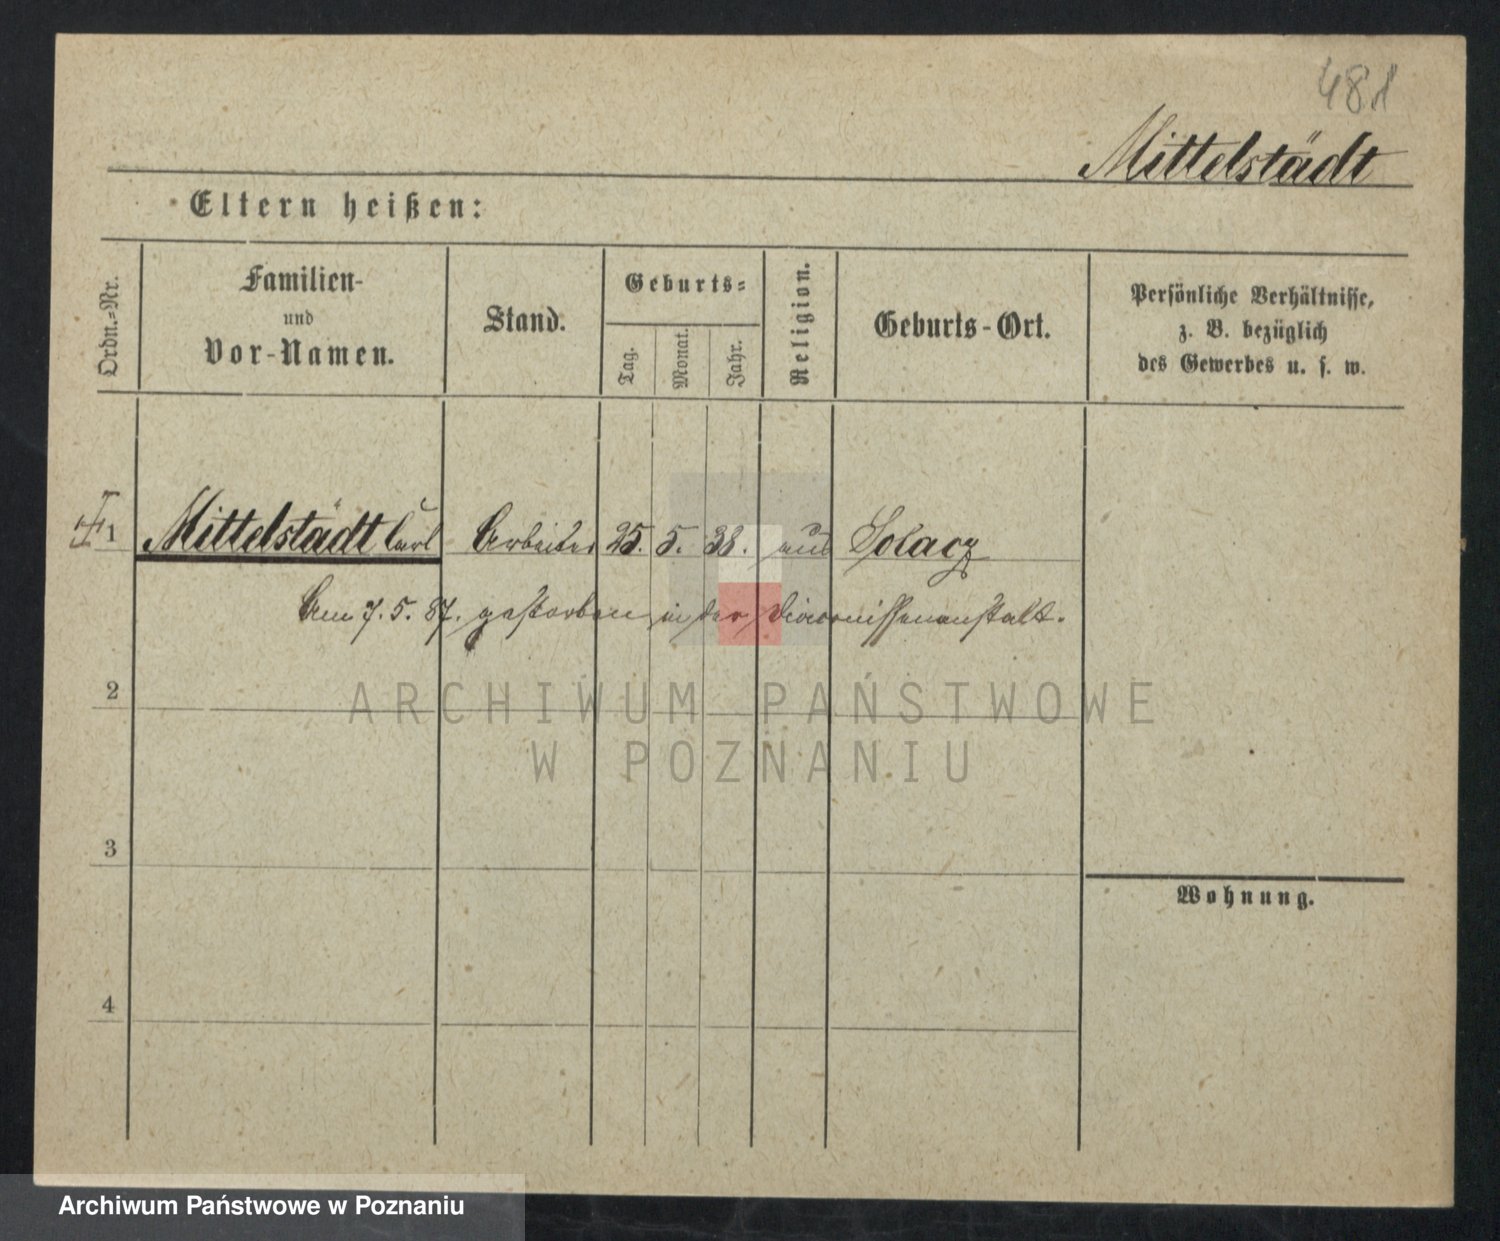 481
Mittelstädt
Eltern heißen:
Ordn.=Nr.
Familien-
und
Vor-Namen.
Stand.
Geburts=
Tag.
Monat.
Jahr.
Religion.
Geburts-Ort.
Persönliche Verhältnisse,
z. B. bezüglich
des Gewerbes u. s. w.
1 Mittelstädt Carl Arbeiter 25. 5. 38. Solacz
Am 7. 5. 87. gestorben in der Diaconissenanstalt.
2
ARCHIWUM PAŃSTWOWE
W POZNANIU
3
Wohnung.
4
Archiwum Państwowe w Poznaniu